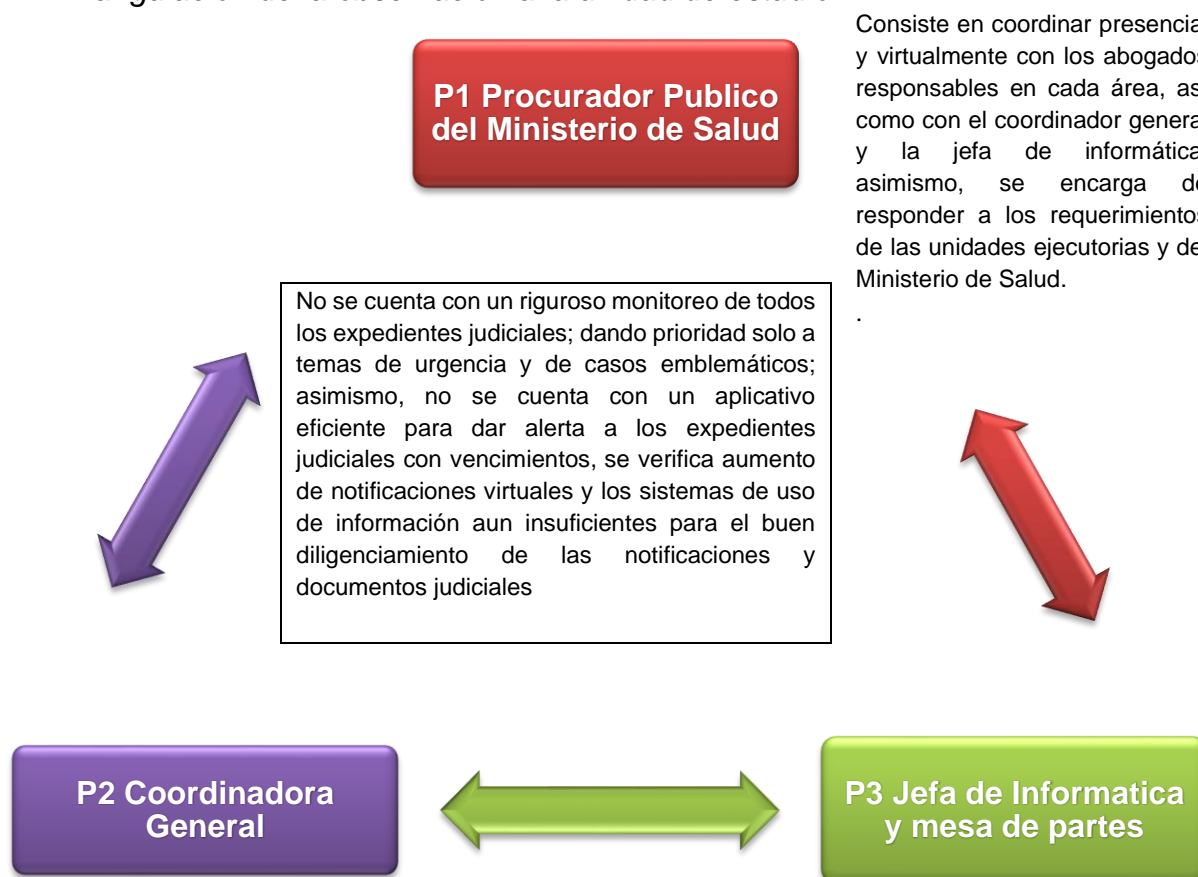 P1 Procurador Publico
del Ministerio de Salud
Consiste en coordinar presencia
y virtualmente con los abogados
responsables en cada área, as
como con el coordinador genera
y la jefa de informática
asimismo, se encarga de
responder a los requerimientos
de las unidades ejecutorias y de
Ministerio de Salud.
.
No se cuenta con un riguroso monitoreo de todos
los expedientes judiciales; dando prioridad solo a
temas de urgencia y de casos emblemáticos;
asimismo, no se cuenta con un aplicativo
eficiente para dar alerta a los expedientes
judiciales con vencimientos, se verifica aumento
de notificaciones virtuales y los sistemas de uso
de información aun insuficientes para el buen
diligenciamiento de las notificaciones y
documentos judiciales
P2 Coordinadora
General
P3 Jefa de Informatica
y mesa de partes